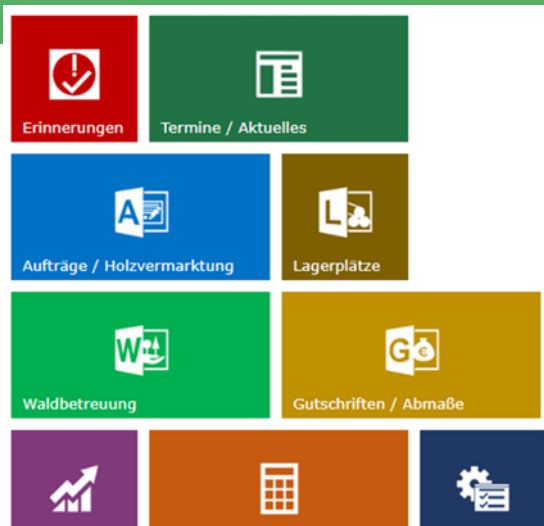 Erinnerungen
Termine / Aktuelles
A
Aufträge / Holzvermarktung
L
Lagerplätze
W
Waldbetreuung
G €
Gutschriften / Abmaße